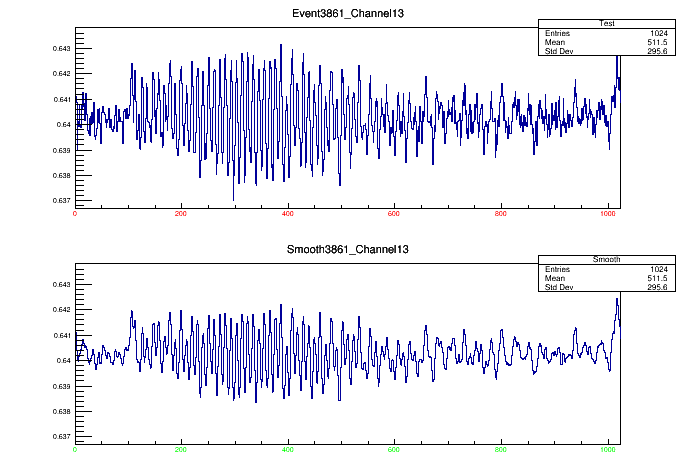 Event3861_Channel13
Test
Entries 1024
Mean 511.5
Std Dev 295.6
0.643
0.642
0.641
0.64
0.639
0.638
0.637
0 200 400 600 800 1000
Smooth3861_Channel13
Smooth
Entries 1024
Mean 511.5
Std Dev 295.6
0.643
0.642
0.641
0.64
0.639
0.638
0.637
0 200 400 600 800 1000